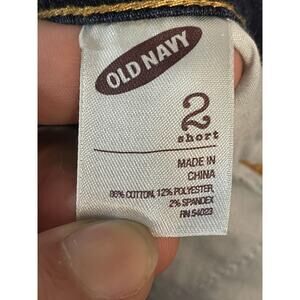 OLD NAVY
2
short
MADE IN
CHINA
86% COTTON, 12% POLYESTER,
2% SPANDEX
RN 54023